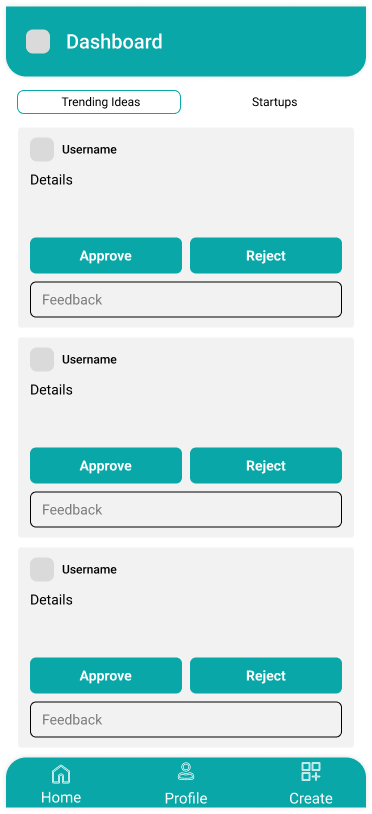 Dashboard
Trending Ideas Startups
Username
Details
Approve Reject
Feedback
Username
Details
Approve Reject
Feedback
Username
Details
Approve Reject
Feedback
Home Profile Create